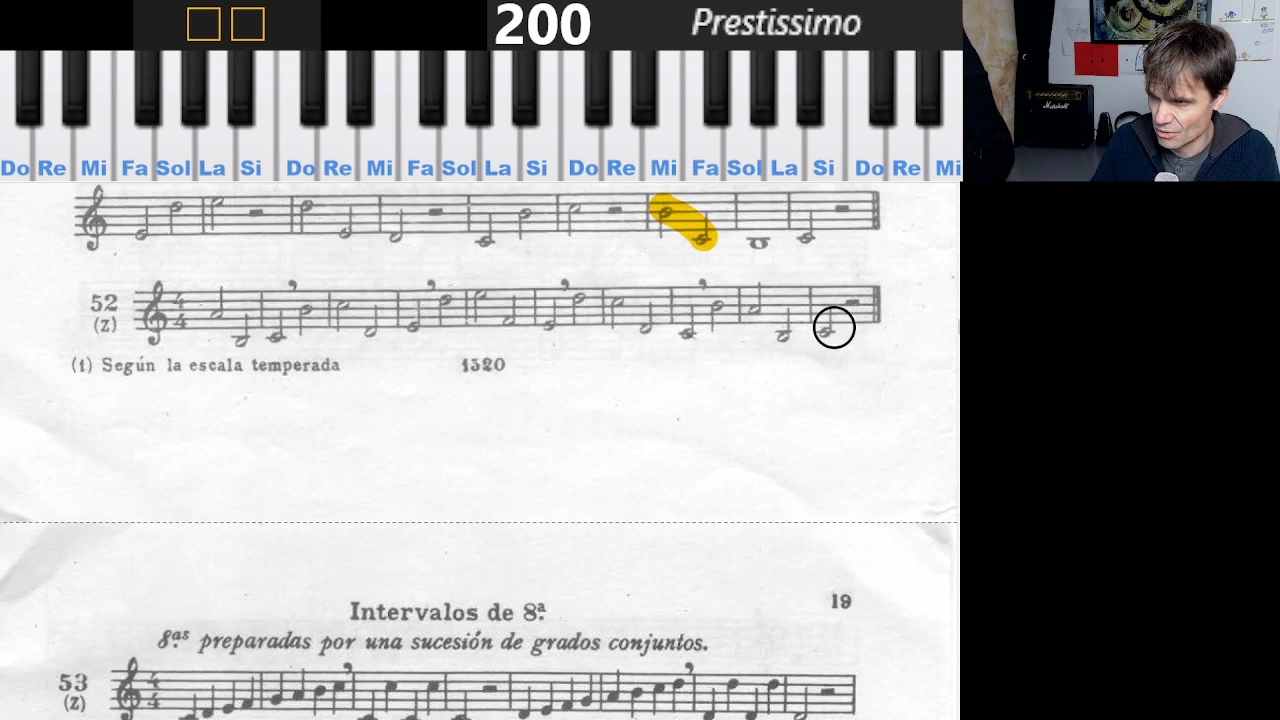 200 Prestissimo
Marshall
Do Re Mi Fa Sol La Si Do Re Mi Fa Sol La Si Do Re Mi Fa Sol La Si Do Re Mi
52
(Z)
(1) Según la escala temperada 1520
19
Intervalos de 8ª
8ªs preparadas por una sucesión de grados conjuntos.
53
(Z)